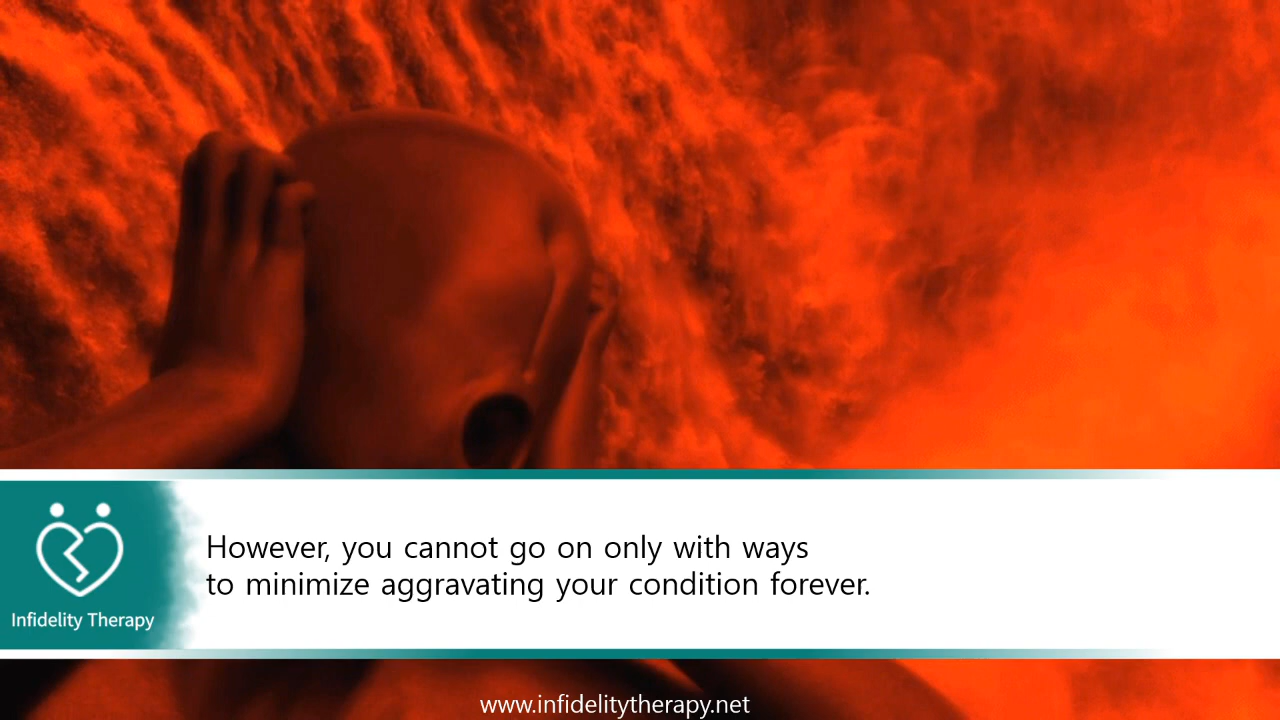 However, you cannot go on only with ways
to minimize aggravating your condition forever.
Infidelity Therapy
www.infidelitytherapy.net